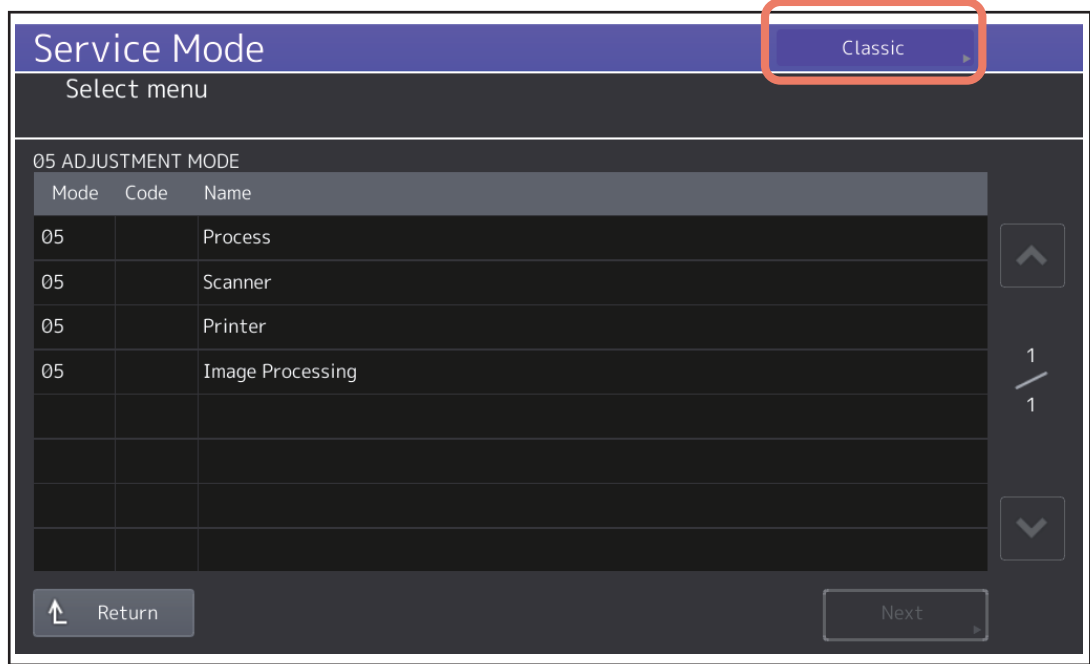 Service Mode
Classic
Select menu
05 ADJUSTMENT MODE
Mode Code Name
05 Process
05 Scanner
05 Printer
05 Image Processing
1
1
Return
Next